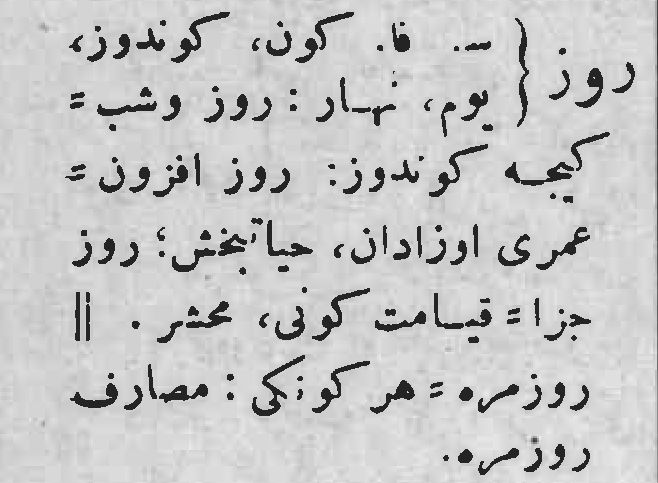 روز { س. فا. كون، كوندوز،
يوم، نهار : روز وشب =
كيجه كوندوز: روز افزون =
عمرى اوزادان، حياتبخش؛ روز
جزا = قيامت كونى، محشر . ‖
روزمره = هر كونكى : مصارف
روزمره.